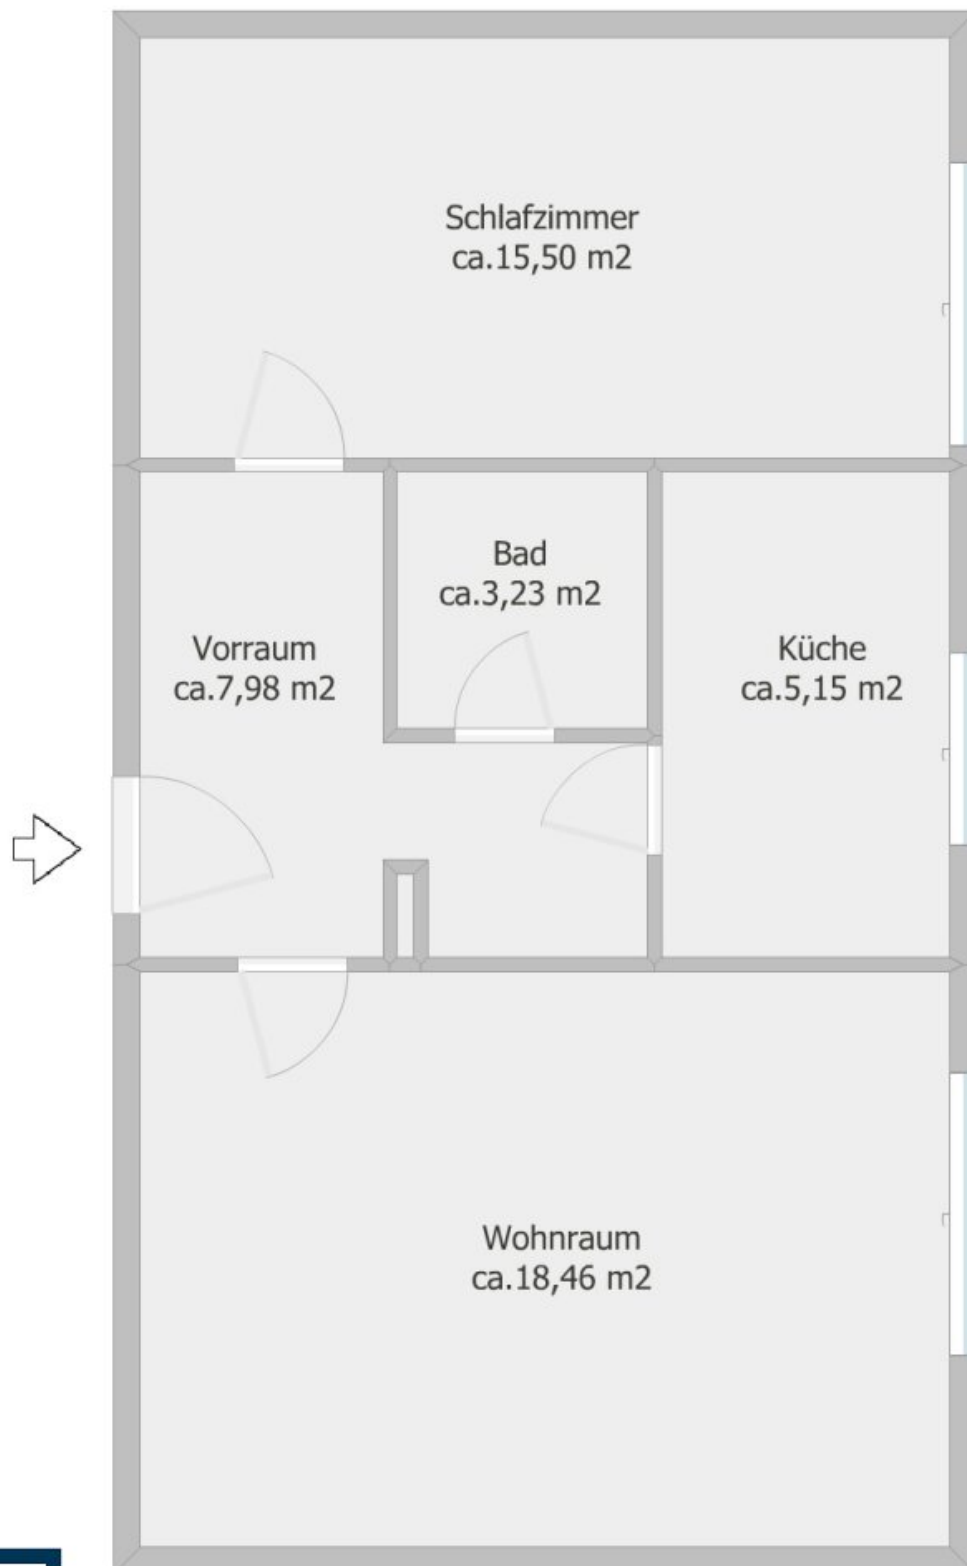 Schlafzimmer
ca.15,50 m2
Bad
ca.3,23 m2
Vorraum
ca.7,98 m2
Küche
ca.5,15 m2
Wohnraum
ca.18,46 m2